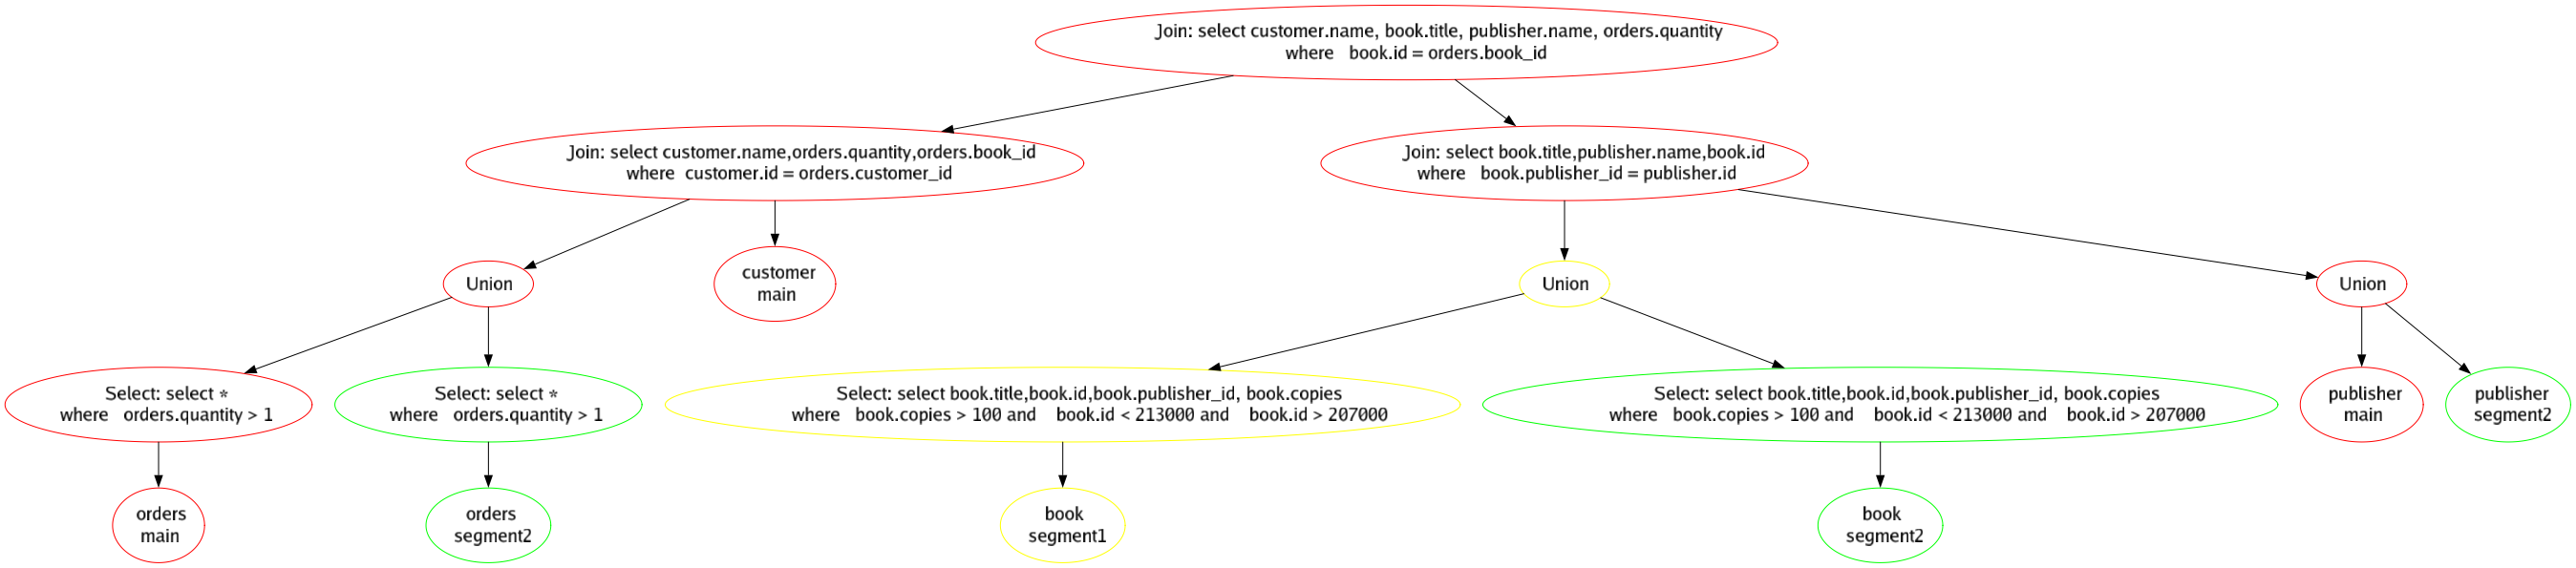 Join: select customer.name, book.title, publisher.name, orders.quantity
where book.id = orders.book_id
Join: select customer.name,orders.quantity,orders.book_id
where customer.id = orders.customer_id
Join: select book.title,publisher.name,book.id
where book.publisher_id = publisher.id
Union
customer
main
Union
Union
Select: select *
where orders.quantity > 1
Select: select *
where orders.quantity > 1
Select: select book.title,book.id,book.publisher_id, book.copies
where book.copies > 100 and book.id < 213000 and book.id > 207000
Select: select book.title,book.id,book.publisher_id, book.copies
where book.copies > 100 and book.id < 213000 and book.id > 207000
publisher
main
publisher
segment2
orders
main
orders
segment2
book
segment1
book
segment2